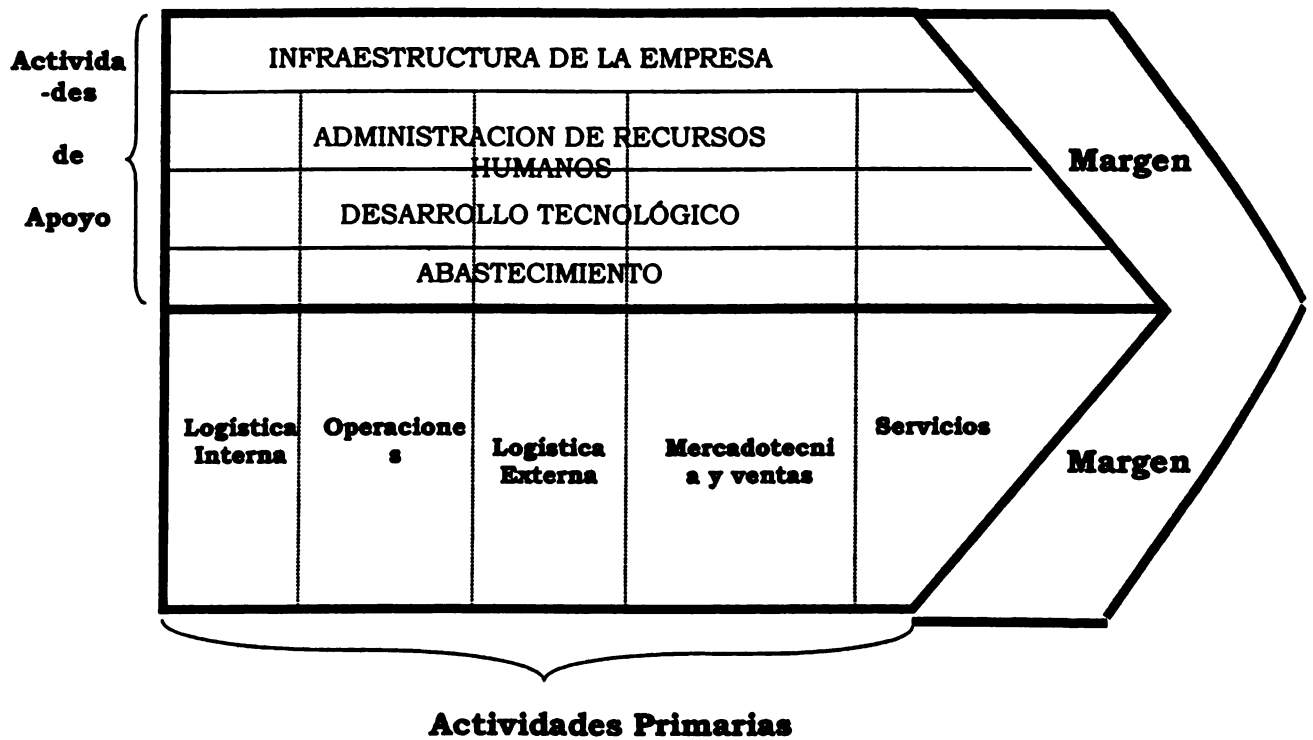 Activida
-des
de
Apoyo
INFRAESTRUCTURA DE LA EMPRESA
ADMINISTRACION DE RECURSOS
HUMANOS
DESARROLLO TECNOLÓGICO
ABASTECIMIENTO
Margen
Logística
Interna
Operacione
s
Logística
Externa
Mercadotecni
a y ventas
Servicios
Margen
Actividades Primarias